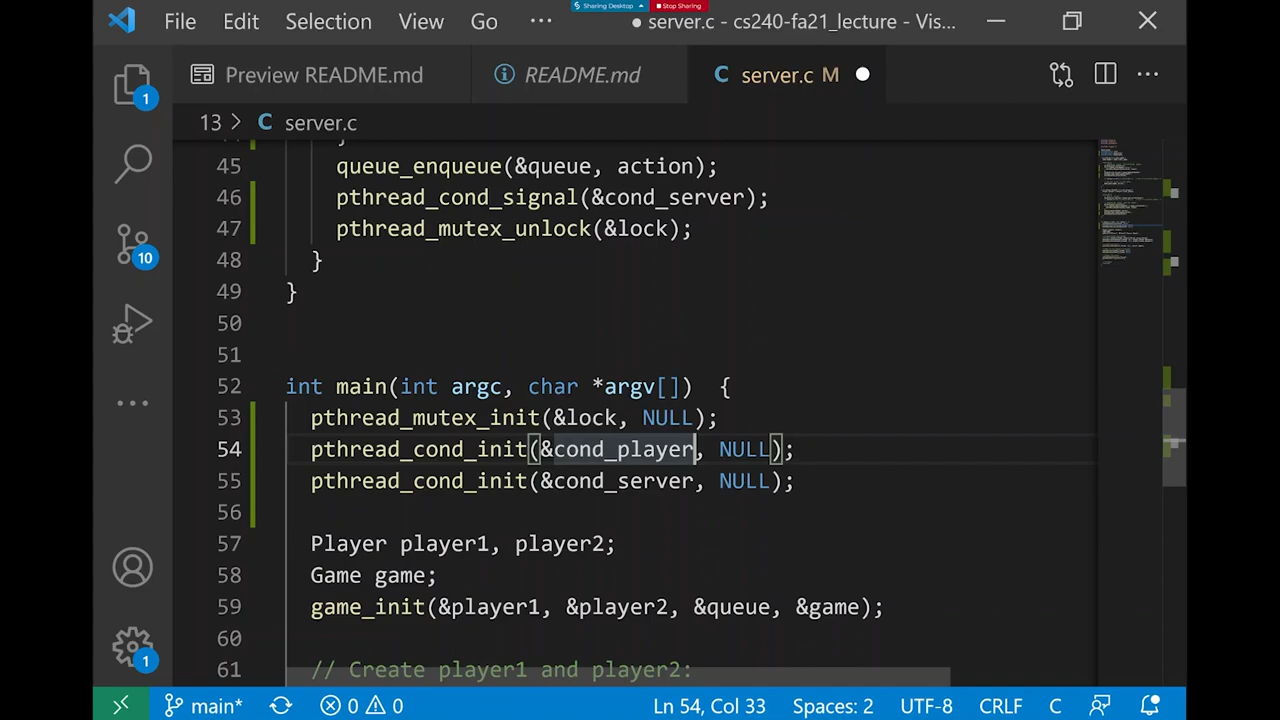 Sharing Desktop Stop Sharing
File Edit Selection View Go ··· server.c - cs240-fa21_lecture - Vis...
Preview README.md README.md server.c M
13 > C server.c
}
45 queue_enqueue(&queue, action);
46 pthread_cond_signal(&cond_server);
47 pthread_mutex_unlock(&lock);
48 }
49 }
50
51
52 int main(int argc, char *argv[]) {
53 pthread_mutex_init(&lock, NULL);
54 pthread_cond_init(&cond_player, NULL);
55 pthread_cond_init(&cond_server, NULL);
56
57 Player player1, player2;
58 Game game;
59 game_init(&player1, &player2, &queue, &game);
60
61 // Create player1 and player2:
1
10
1
main* 0 0 Ln 54, Col 33 Spaces: 2 UTF-8 CRLF C